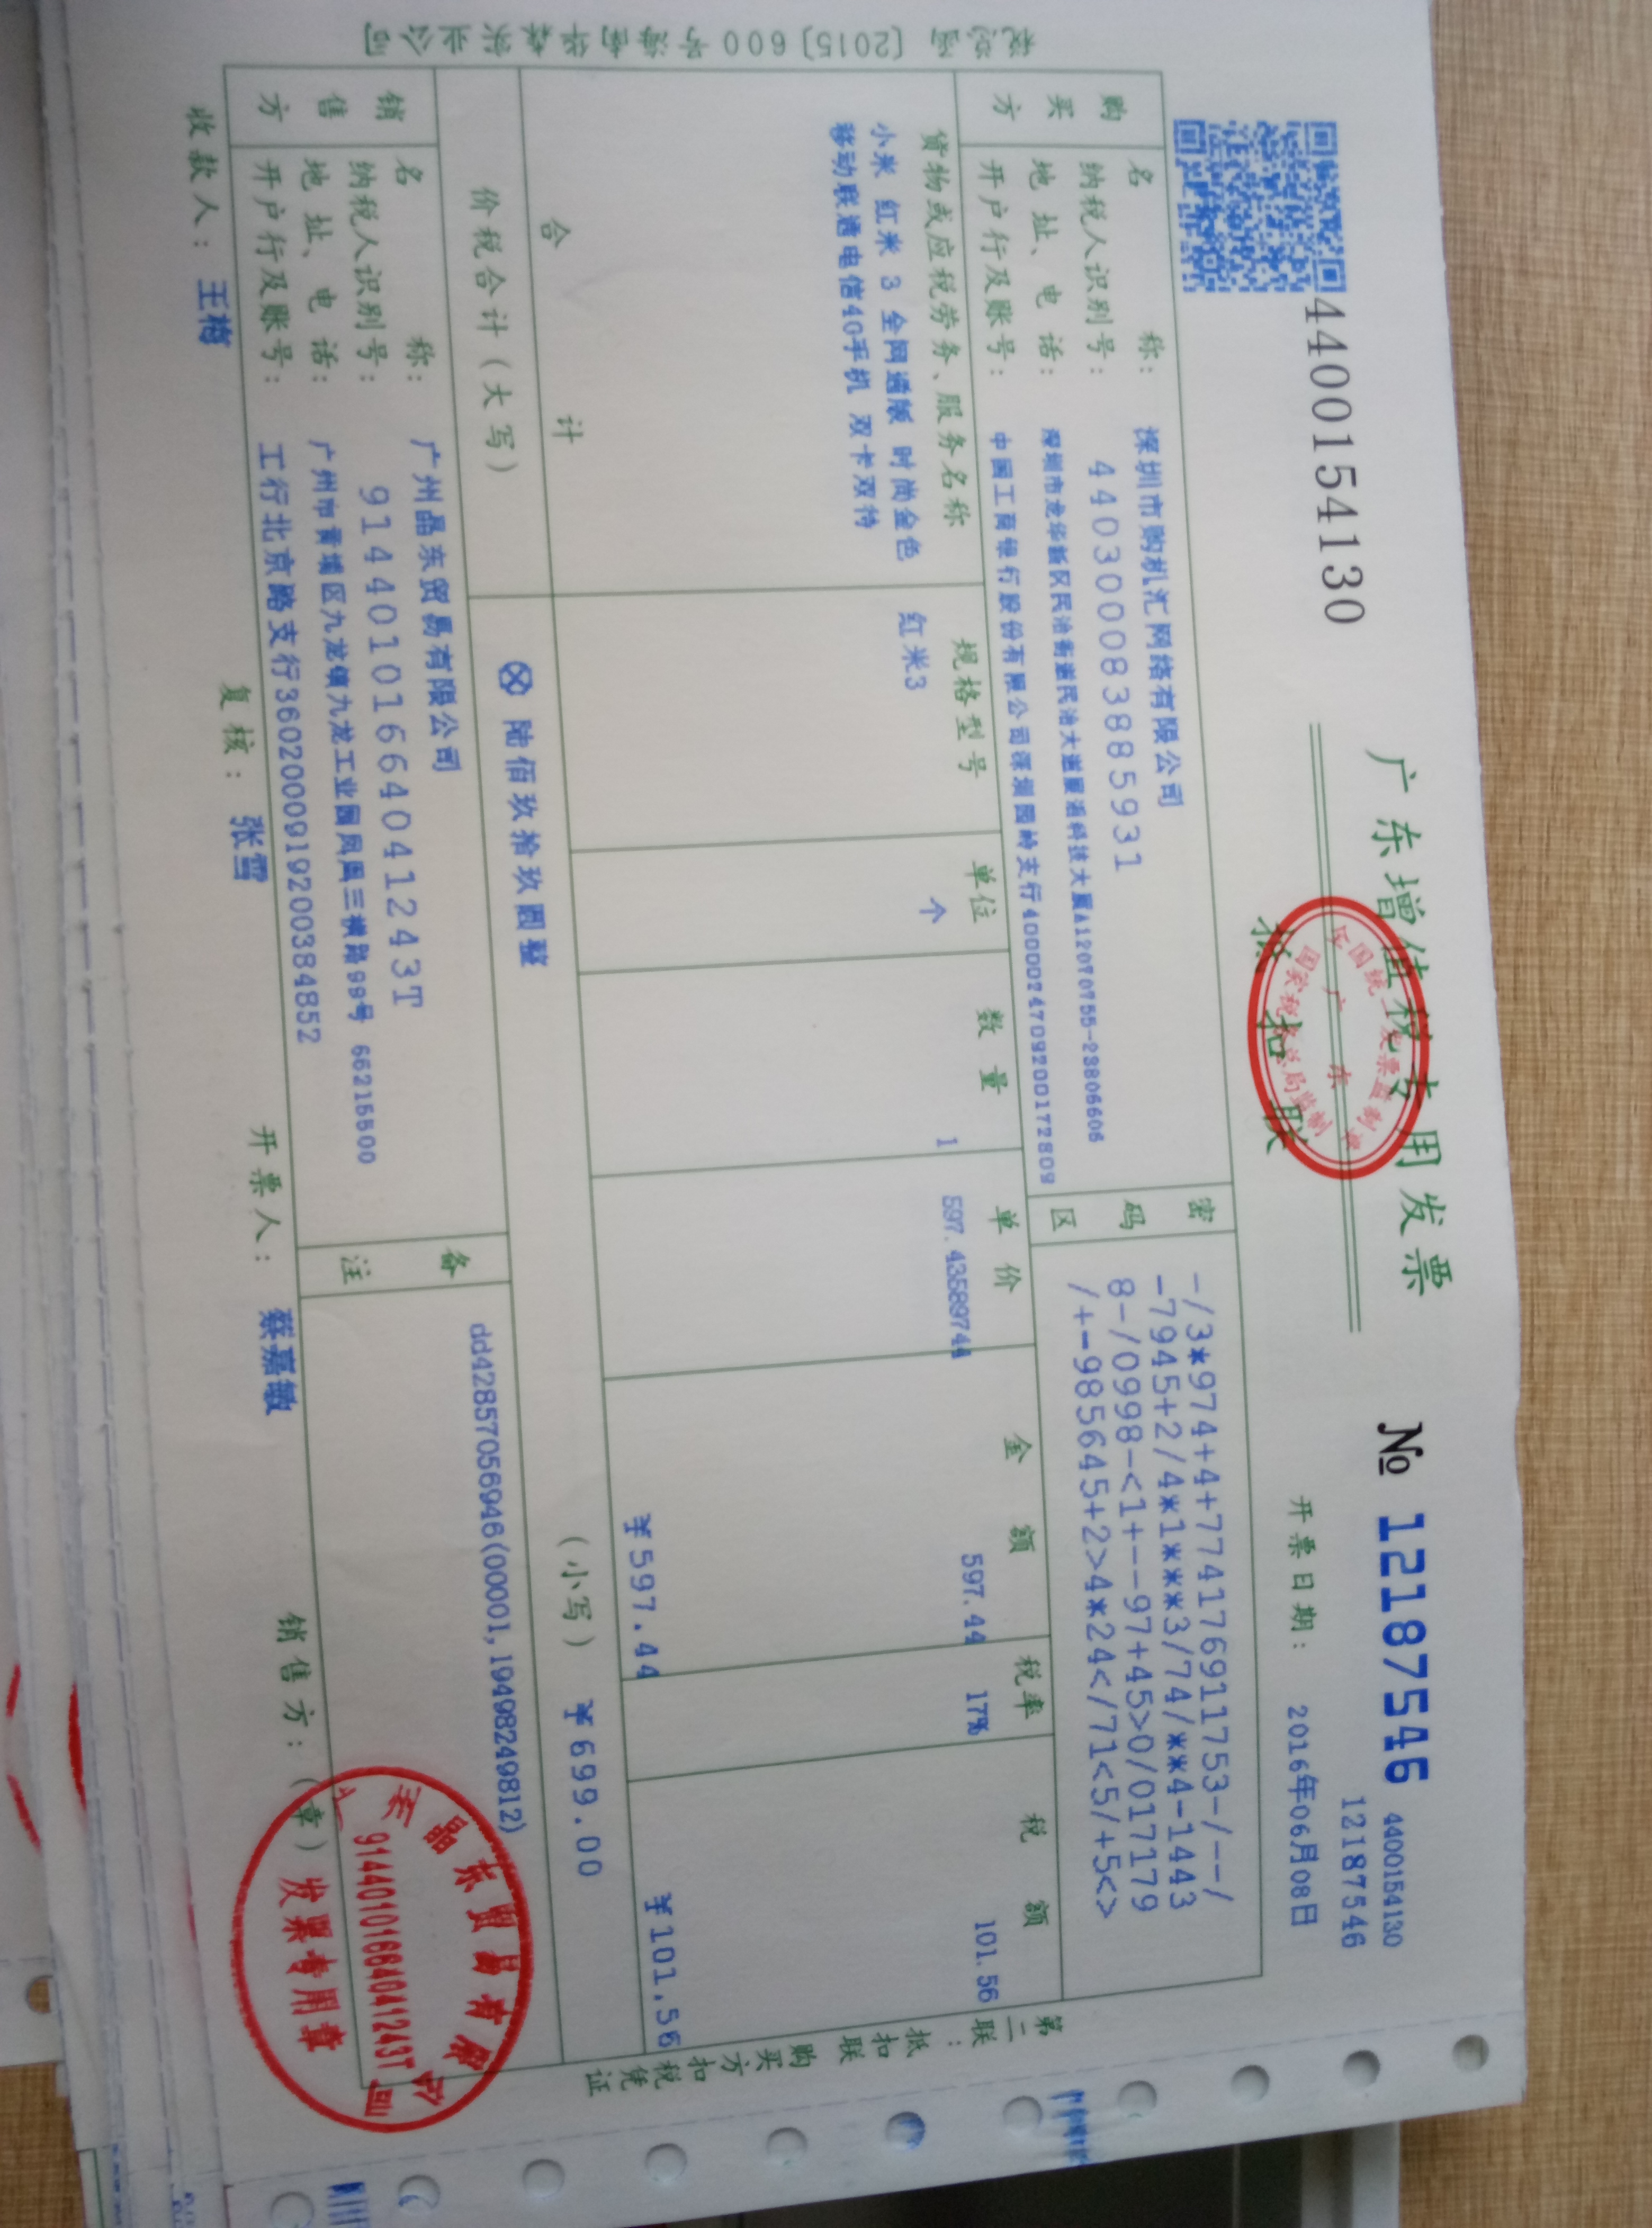 4400154130
广东增值税专用发票
抵扣联
全国统一发票监制章
广东
国家税务总局监制
№ 12187546
4400154130
12187546
开票日期: 2016年06月08日
购买方
名称: 深圳市购机汇网络有限公司
纳税人识别号: 440300083885931
地址、电话: 深圳市龙华新区民治街道民治大道展滔科技大厦A12070755-23806606
开户行及账号: 中国工商银行股份有限公司深圳园岭支行4000024709200172809
密码区
-/3*974+4+7741769117​53-/--/
-7945+2/4*1***3/74/**4-1443
8-/0998-<1+--97+45>0/017179
/+-985645+2>4*24</71<5/+5<>
货物或应税劳务、服务名称 规格型号 单位 数量 单价 金额 税率 税额
小米 红米 3 全网通版 时尚金色 红米3 个 1 597.43589744 597.44 17% 101.56
移动联通电信4G手机 双卡双待
合计 ¥597.44 ¥101.56
价税合计(大写) ⊗ 陆佰玖拾玖圆整 (小写) ¥699.00
销售方
名称: 广州晶东贸易有限公司
纳税人识别号: 91440101664041243T
地址、电话: 广州市黄埔区九龙镇九龙工业园凤凰三横路99号 66215500
开户行及账号: 工行北京路支行3602000919200384852
备注
dd42857056946(00001,19498249812)
收款人: 王梅 复核: 张雪 开票人: 蔡嘉敏 销售方:(章)
晶东贸易有限公司
91440101664041243T
发票专用章
第二联:抵扣联 购买方扣税凭证